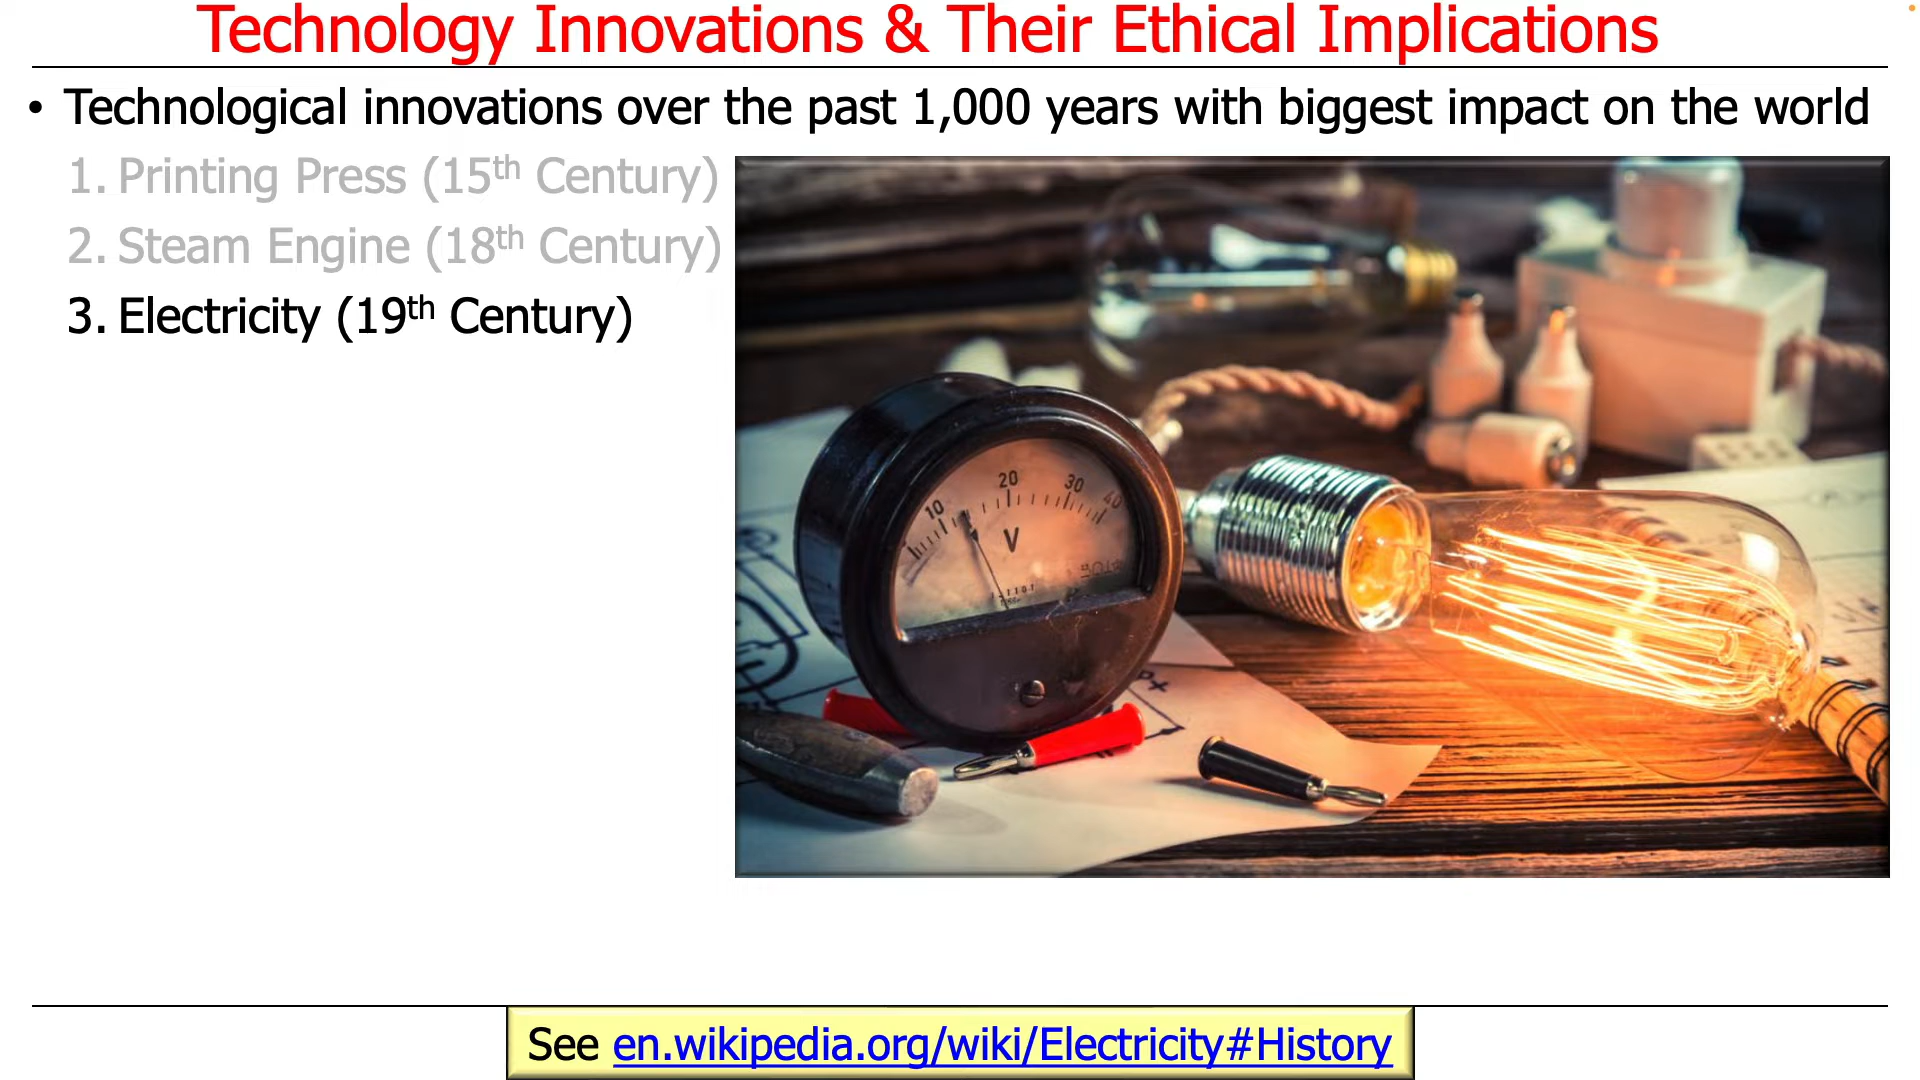 Technology Innovations & Their Ethical Implications
• Technological innovations over the past 1,000 years with biggest impact on the world
1. Printing Press (15th Century)
2. Steam Engine (18th Century)
3. Electricity (19th Century)
10 20 30 40
V
See en.wikipedia.org/wiki/Electricity#History